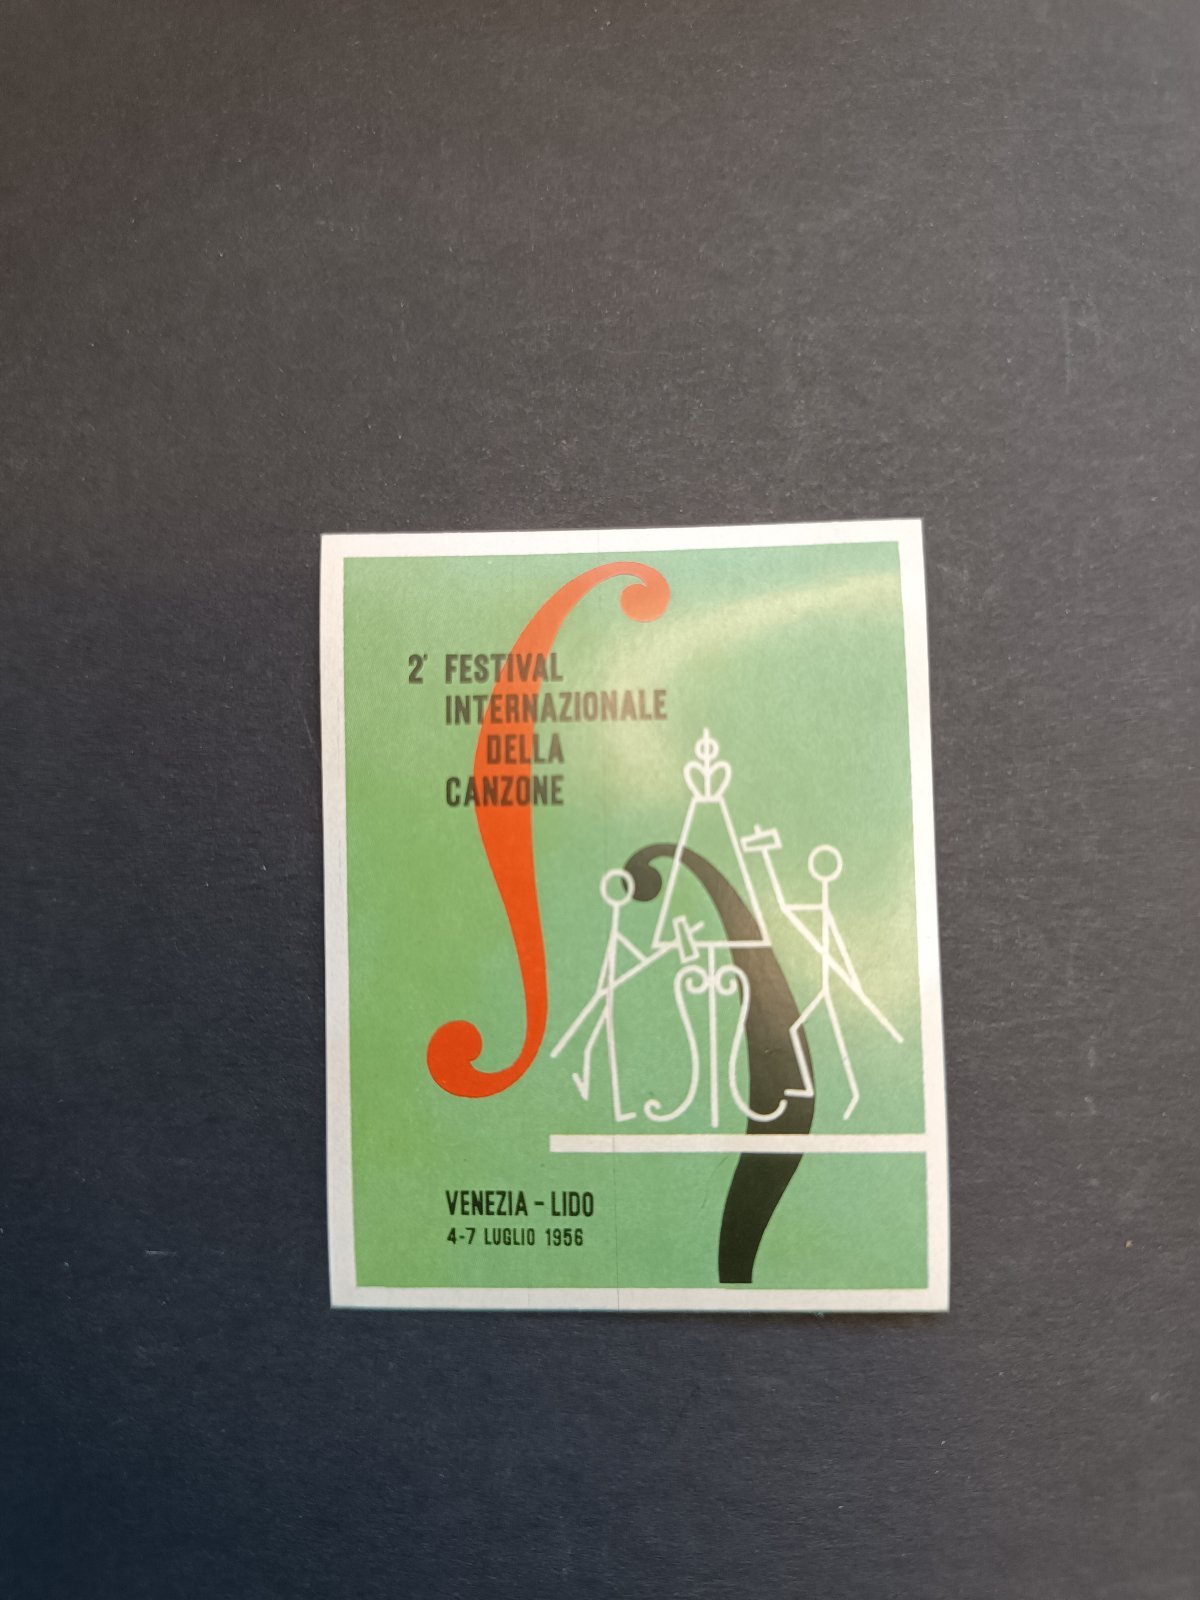 2° FESTIVAL
INTERNAZIONALE
DELLA
CANZONE
VENEZIA - LIDO
4-7 LUGLIO 1956